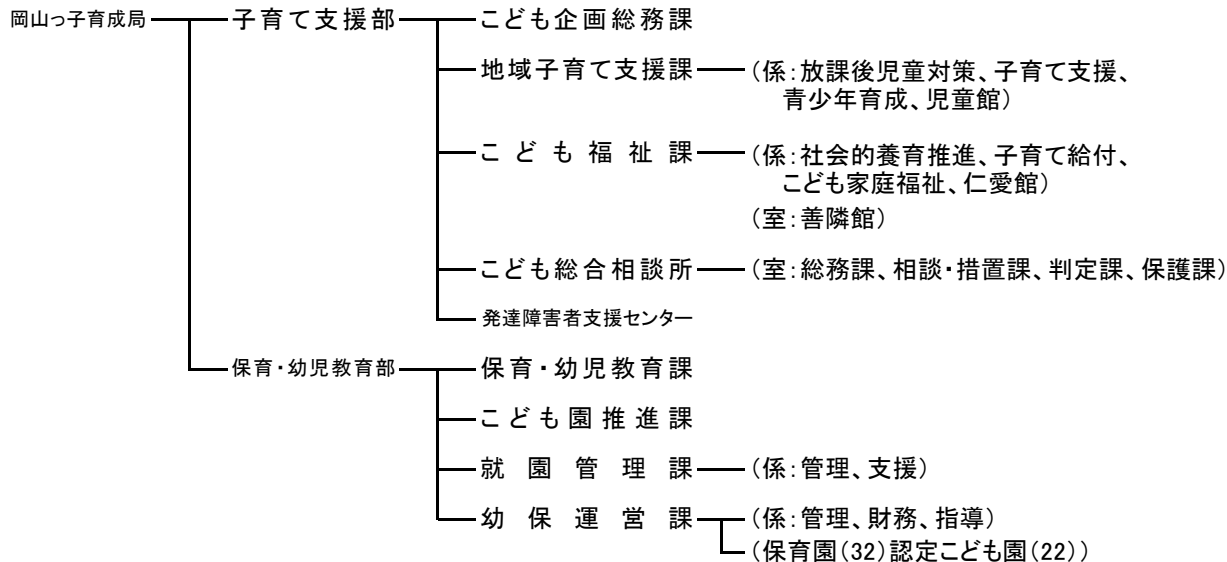 岡山っ子育成局 子育て支援部 こども企画総務課
地域子育て支援課 (係:放課後児童対策、子育て支援、
青少年育成、児童館)
こども福祉課 (係:社会的養育推進、子育て給付、
こども家庭福祉、仁愛館)
(室:善隣館)
こども総合相談所 (室:総務課、相談・措置課、判定課、保護課)
発達障害者支援センター
保育・幼児教育部 保育・幼児教育課
こども園推進課
就園管理課 (係:管理、支援)
幼保運営課 (係:管理、財務、指導)
(保育園(32)認定こども園(22))